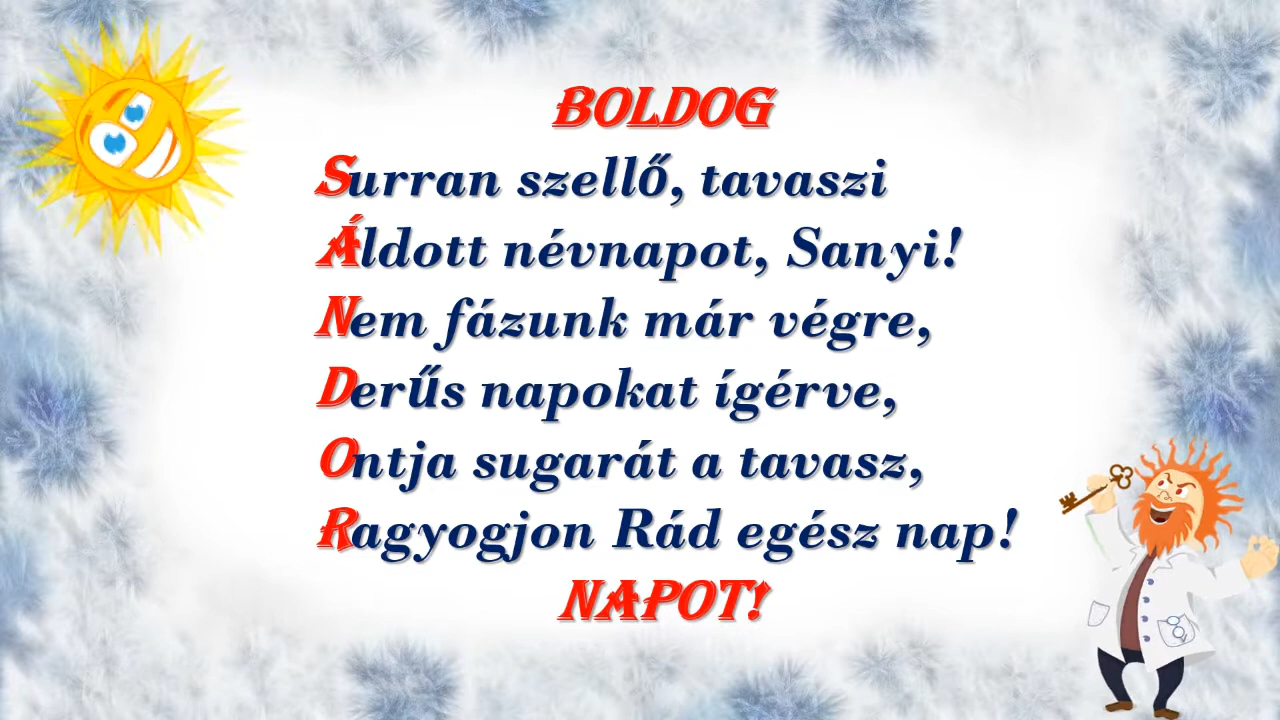 BOLDOG
Surran szellő, tavaszi
Áldott névnapot, Sanyi!
Nem fázunk már végre,
Derűs napokat ígérve,
Ontja sugarát a tavasz,
Ragyogjon Rád egész nap!
NAPOT!